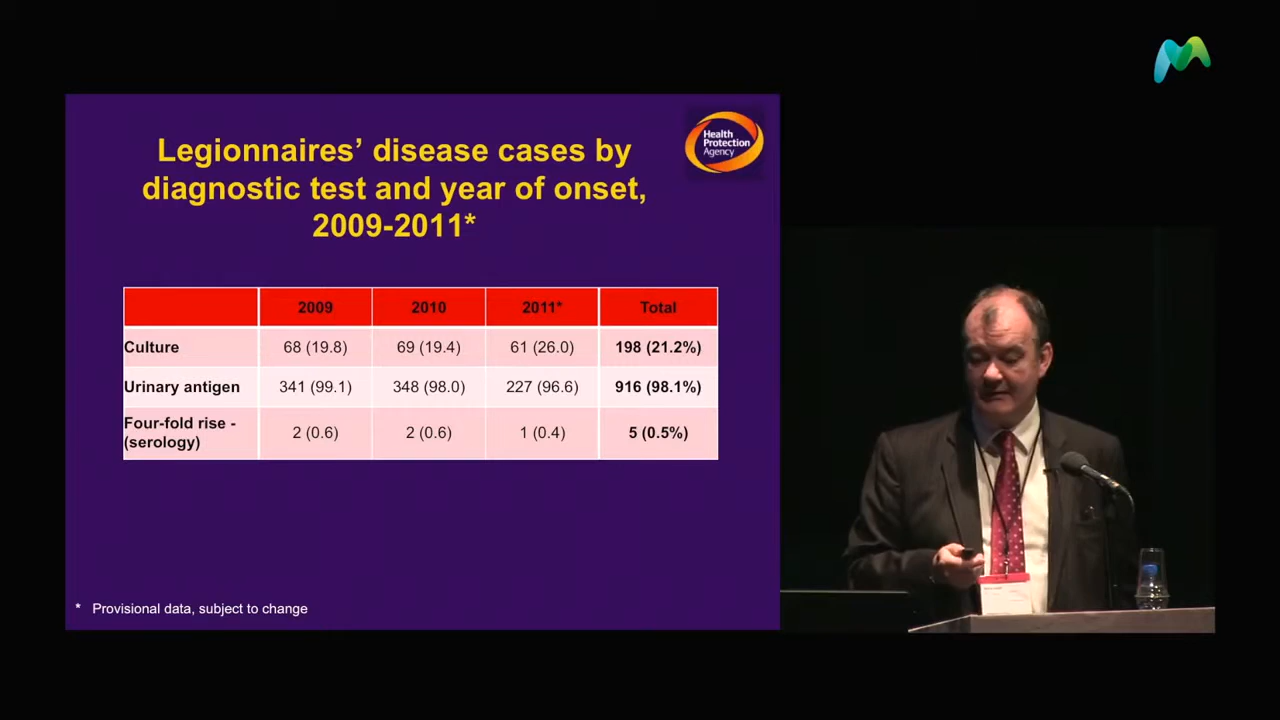 Health
Protection
Agency
Legionnaires’ disease cases by
diagnostic test and year of onset,
2009-2011*
2009 2010 2011* Total
Culture 68 (19.8) 69 (19.4) 61 (26.0) 198 (21.2%)
Urinary antigen 341 (99.1) 348 (98.0) 227 (96.6) 916 (98.1%)
Four-fold rise -
(serology) 2 (0.6) 2 (0.6) 1 (0.4) 5 (0.5%)
* Provisional data, subject to change